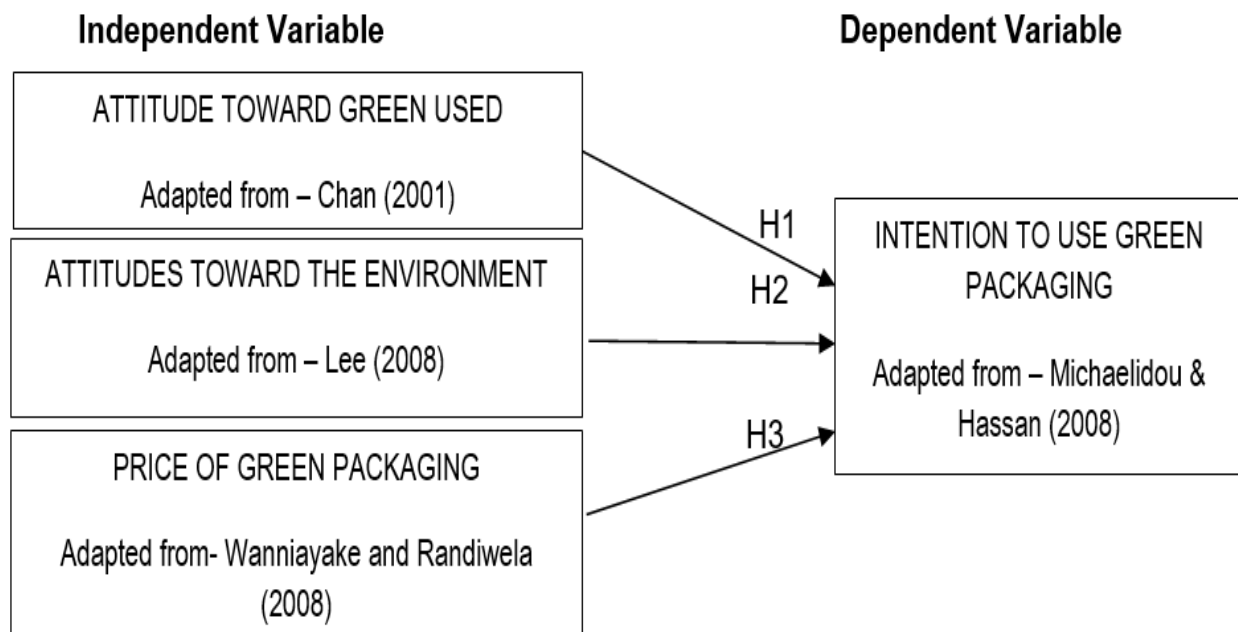 Independent Variable
Dependent Variable
ATTITUDE TOWARD GREEN USED
Adapted from – Chan (2001)
ATTITUDES TOWARD THE ENVIRONMENT
Adapted from – Lee (2008)
PRICE OF GREEN PACKAGING
Adapted from- Wanniayake and Randiwela
(2008)
H1
H2
H3
INTENTION TO USE GREEN
PACKAGING
Adapted from – Michaelidou &
Hassan (2008)